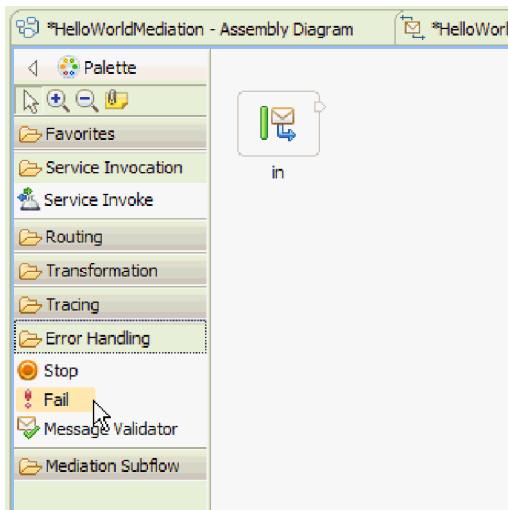 *HelloWorldMediation - Assembly Diagram
*HelloWorl
Palette
Favorites
Service Invocation
Service Invoke
Routing
Transformation
Tracing
Error Handling
Stop
Fail
Message Validator
Mediation Subflow
in